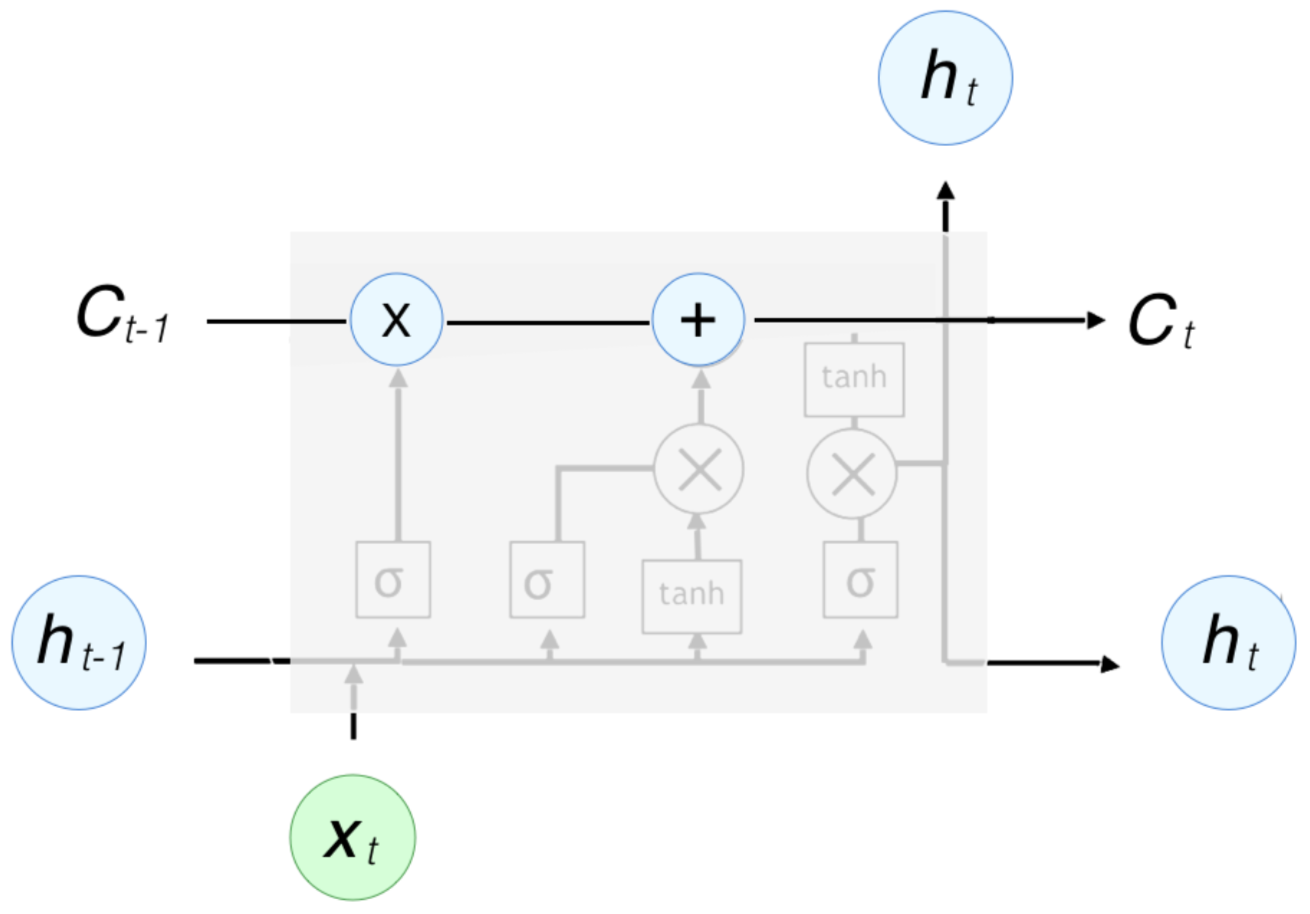 h t
C t-1
x
+
C t
tanh
σ
σ
tanh
σ
h t-1
h t
x t